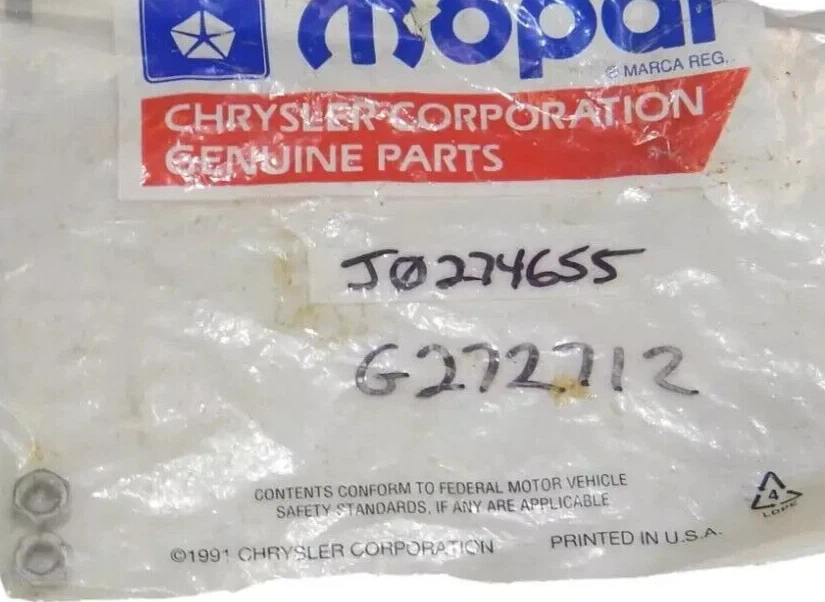 Mopar
® MARCA REG.
CHRYSLER CORPORATION
GENUINE PARTS
JØ274655
G272712
CONTENTS CONFORM TO FEDERAL MOTOR VEHICLE
SAFETY STANDARDS, IF ANY ARE APPLICABLE
4
LDPE
©1991 CHRYSLER CORPORATION
PRINTED IN U.S.A.